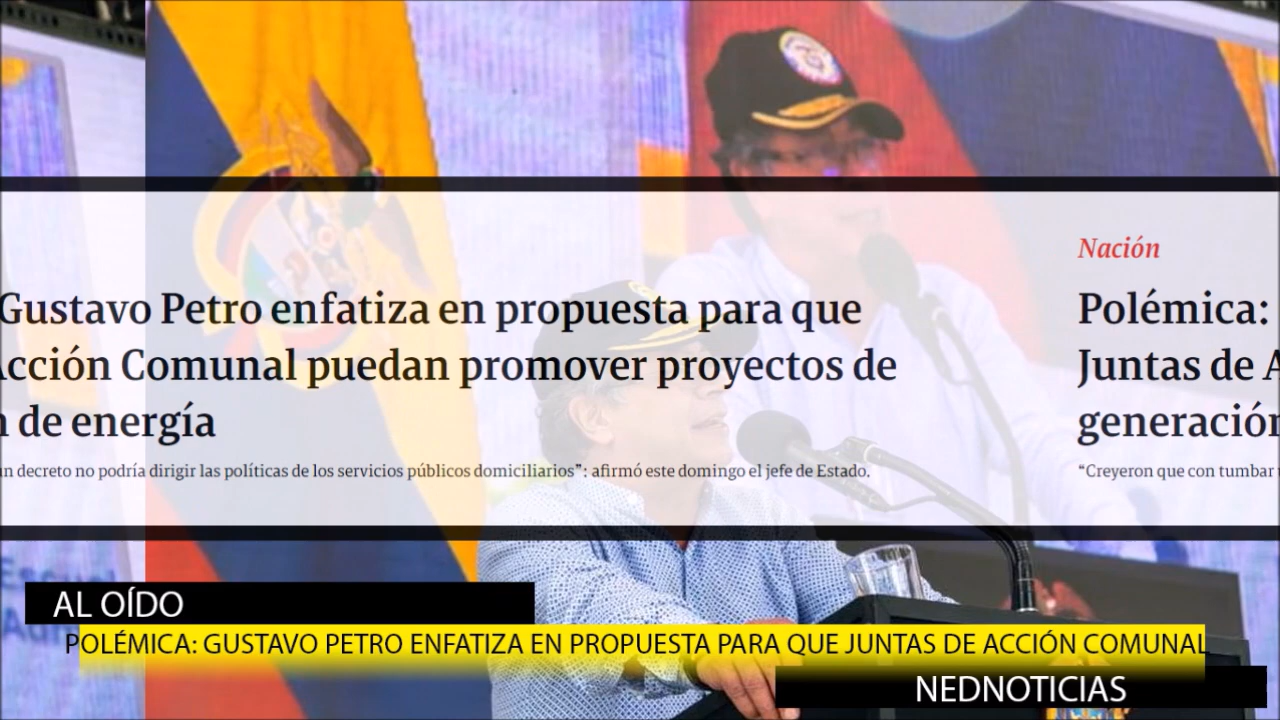 Nación
Gustavo Petro enfatiza en propuesta para que
Acción Comunal puedan promover proyectos de
n de energía
un decreto no podría dirigir las políticas de los servicios públicos domiciliarios”: afirmó este domingo el jefe de Estado.
Polémica:
Juntas de A
generación
“Creyeron que con tumbar
AL OÍDO
POLÉMICA: GUSTAVO PETRO ENFATIZA EN PROPUESTA PARA QUE JUNTAS DE ACCIÓN COMUNAL
NEDNOTICIAS